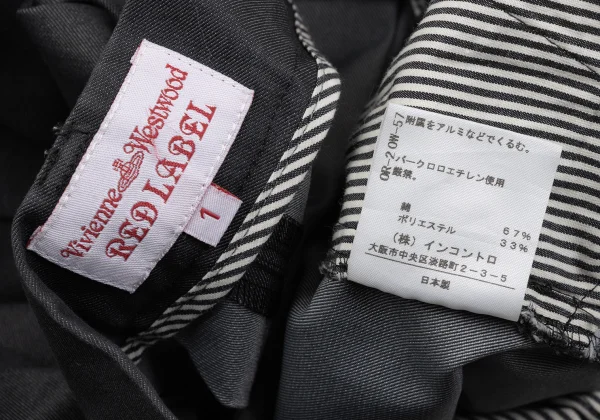 Vivienne Westwood
RED LABEL
1
OR-2 OW-57
附属をアルミなどでくるむ。
パークロロエチレン使用
厳禁。
綿 67%
ポリエステル 33%
(株) インコントロ
大阪市中央区淡路町2-3-5
日本製